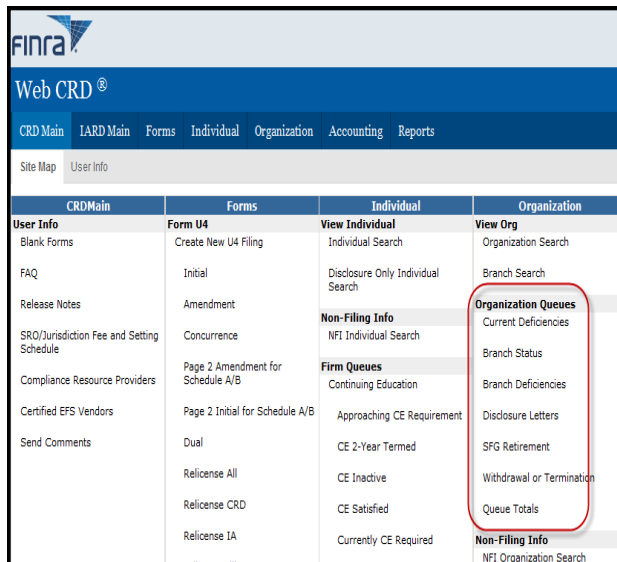 Finra
Web CRD ®
CRD Main IARD Main Forms Individual Organization Accounting Reports
Site Map User Info
CRDMain
User Info
Blank Forms
FAQ
Release Notes
SRO/Jurisdiction Fee and Setting
Schedule
Compliance Resource Providers
Certified EFS Vendors
Send Comments
Forms
Form U4
Create New U4 Filing
Initial
Amendment
Concurrence
Page 2 Amendment for
Schedule A/B
Page 2 Initial for Schedule A/B
Dual
Relicense All
Relicense CRD
Relicense IA
Individual
View Individual
Individual Search
Disclosure Only Individual
Search
Non-Filing Info
NFI Individual Search
Firm Queues
Continuing Education
Approaching CE Requirement
CE 2-Year Termed
CE Inactive
CE Satisfied
Currently CE Required
Organization
View Org
Organization Search
Branch Search
Organization Queues
Current Deficiencies
Branch Status
Branch Deficiencies
Disclosure Letters
SFG Retirement
Withdrawal or Termination
Queue Totals
Non-Filing Info
NFI Organization Search